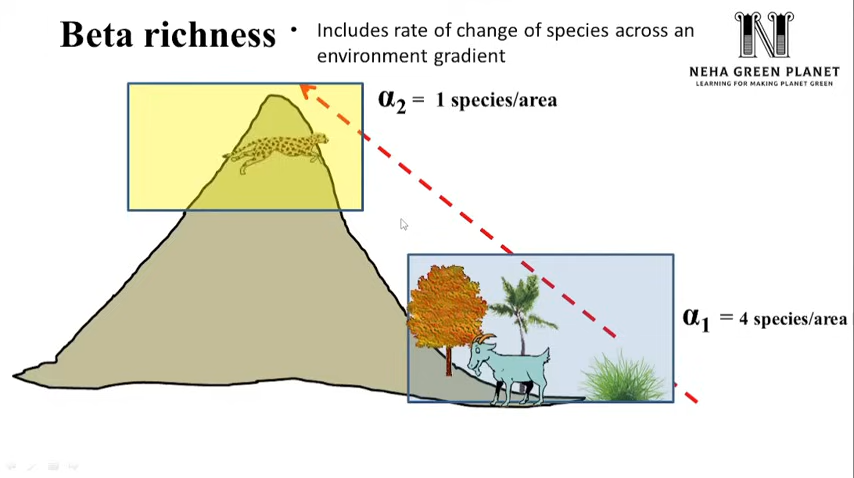 Beta richness
• Includes rate of change of species across an
environment gradient
N
NEHA GREEN PLANET
LEARNING FOR MAKING PLANET GREEN
α2 = 1 species/area
α1 = 4 species/area